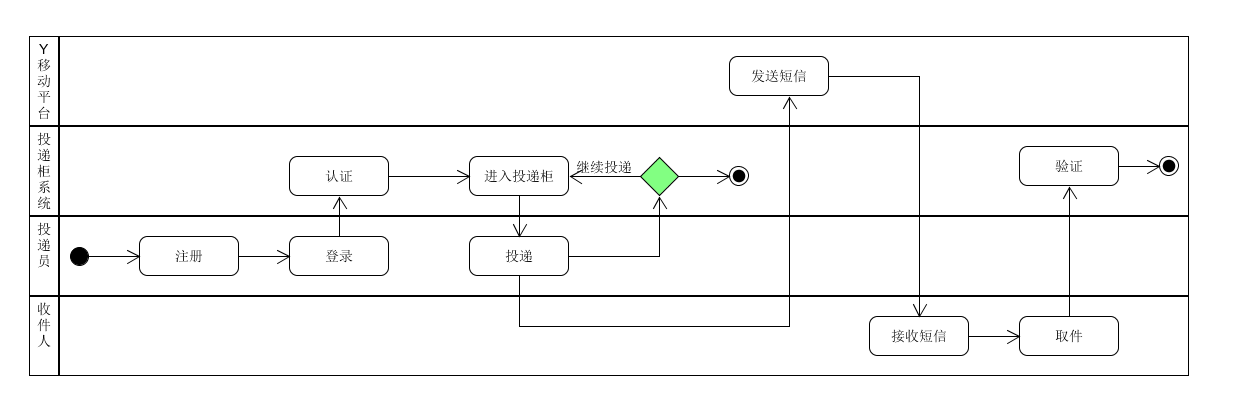 Y移动平台
发送短信
投递柜系统
认证
进入投递柜
继续投递
验证
投递员
注册
登录
投递
收件人
接收短信
取件